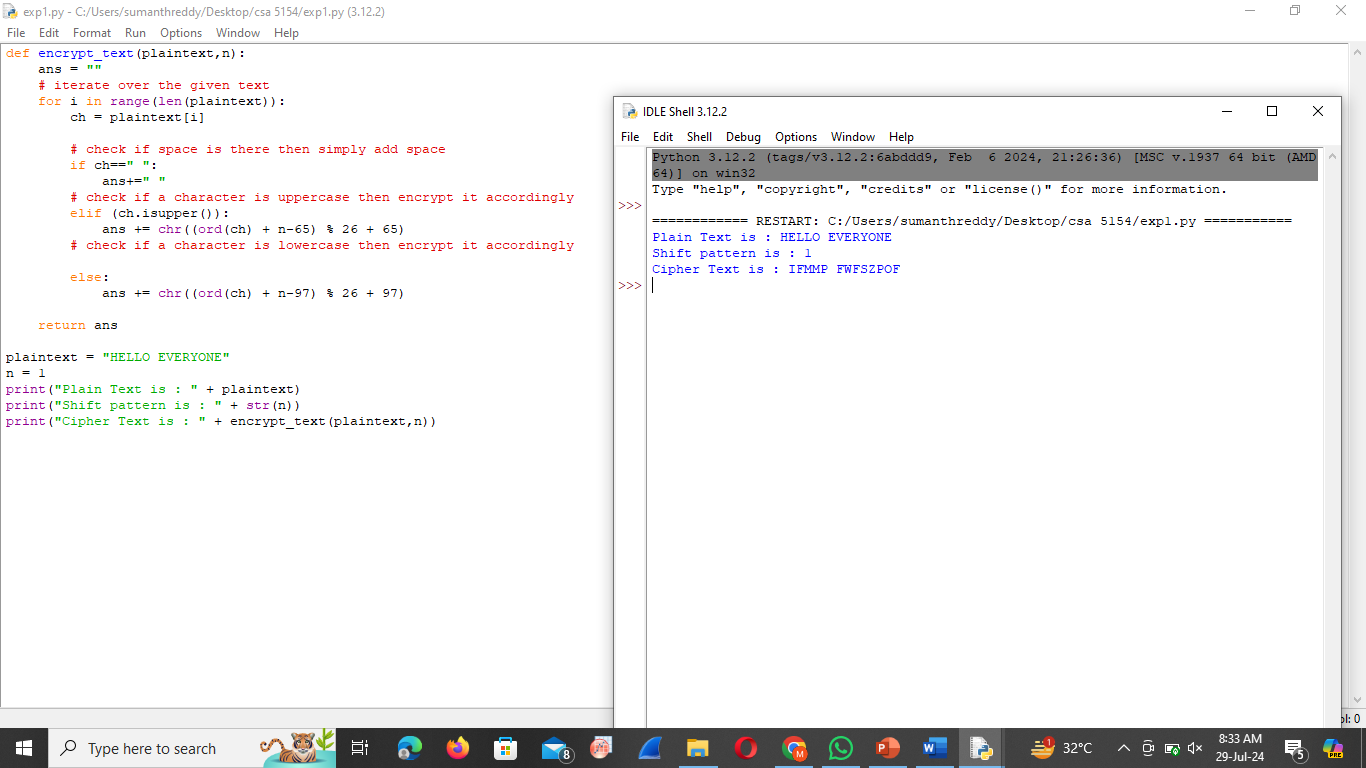 exp1.py - C:/Users/sumanthreddy/Desktop/csa 5154/exp1.py (3.12.2)
File Edit Format Run Options Window Help
def encrypt_text(plaintext,n):
    ans = ""
    # iterate over the given text
    for i in range(len(plaintext)):
        ch = plaintext[i]
        # check if space is there then simply add space
        if ch==" ":
            ans+=" "
        # check if a character is uppercase then encrypt it accordingly
        elif (ch.isupper()):
            ans += chr((ord(ch) + n-65) % 26 + 65)
        # check if a character is lowercase then encrypt it accordingly
        else:
            ans += chr((ord(ch) + n-97) % 26 + 97)
    return ans
plaintext = "HELLO EVERYONE"
n = 1
print("Plain Text is : " + plaintext)
print("Shift pattern is : " + str(n))
print("Cipher Text is : " + encrypt_text(plaintext,n))
IDLE Shell 3.12.2
File Edit Shell Debug Options Window Help
Python 3.12.2 (tags/v3.12.2:6abddd9, Feb  6 2024, 21:26:36) [MSC v.1937 64 bit (AMD
64)] on win32
Type "help", "copyright", "credits" or "license()" for more information.
>>>
============ RESTART: C:/Users/sumanthreddy/Desktop/csa 5154/exp1.py ===========
Plain Text is : HELLO EVERYONE
Shift pattern is : 1
Cipher Text is : IFMMP FWFSZPOF
>>>
ol: 0
Type here to search
8
M
P
W
1
32°C
8:33 AM
29-Jul-24
5
PRE